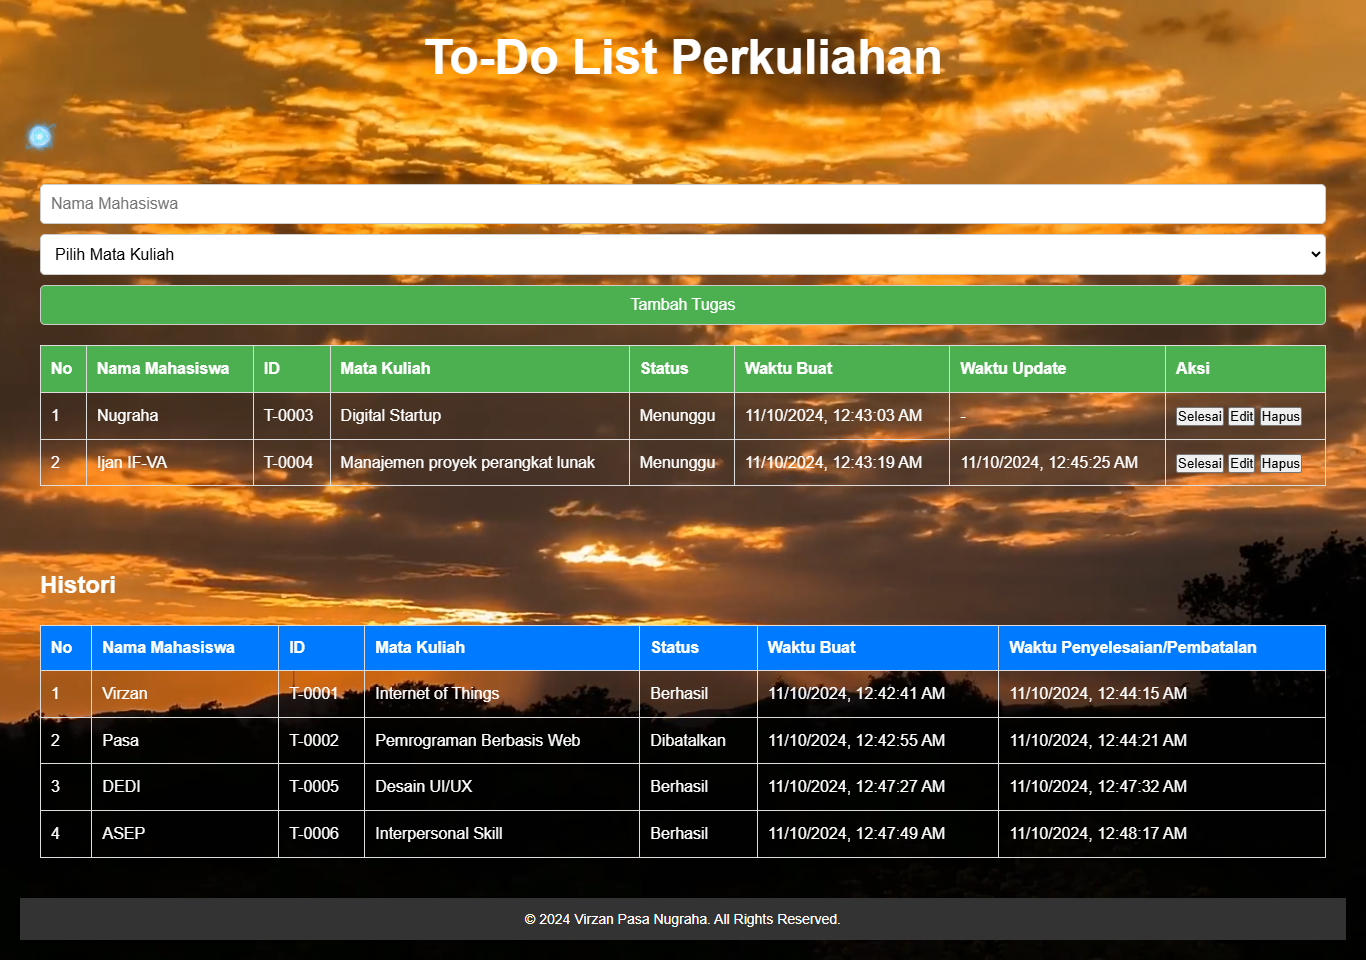 To-Do List Perkuliahan
Nama Mahasiswa
Pilih Mata Kuliah
Tambah Tugas
No Nama Mahasiswa ID Mata Kuliah Status Waktu Buat Waktu Update Aksi
1 Nugraha T-0003 Digital Startup Menunggu 11/10/2024, 12:43:03 AM - Selesai Edit Hapus
2 Ijan IF-VA T-0004 Manajemen proyek perangkat lunak Menunggu 11/10/2024, 12:43:19 AM 11/10/2024, 12:45:25 AM Selesai Edit Hapus
Histori
No Nama Mahasiswa ID Mata Kuliah Status Waktu Buat Waktu Penyelesaian/Pembatalan
1 Virzan T-0001 Internet of Things Berhasil 11/10/2024, 12:42:41 AM 11/10/2024, 12:44:15 AM
2 Pasa T-0002 Pemrograman Berbasis Web Dibatalkan 11/10/2024, 12:42:55 AM 11/10/2024, 12:44:21 AM
3 DEDI T-0005 Desain UI/UX Berhasil 11/10/2024, 12:47:27 AM 11/10/2024, 12:47:32 AM
4 ASEP T-0006 Interpersonal Skill Berhasil 11/10/2024, 12:47:49 AM 11/10/2024, 12:48:17 AM
© 2024 Virzan Pasa Nugraha. All Rights Reserved.